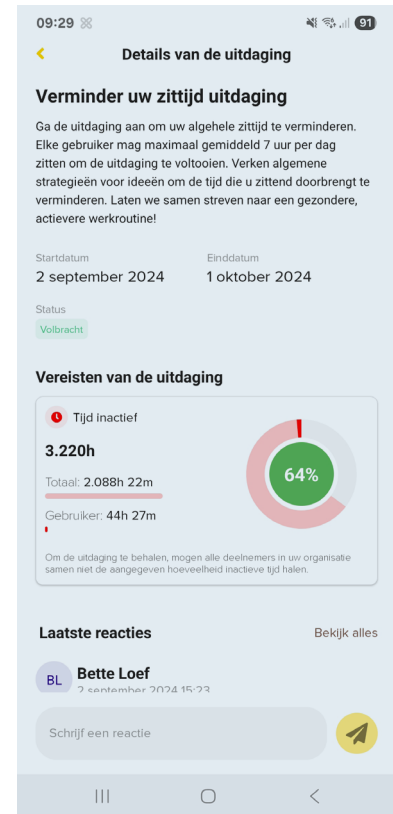 09:29
91
Details van de uitdaging
Verminder uw zittijd uitdaging
Ga de uitdaging aan om uw algehele zittijd te verminderen.
Elke gebruiker mag maximaal gemiddeld 7 uur per dag
zitten om de uitdaging te voltooien. Verken algemene
strategieën voor ideeën om de tijd die u zittend doorbrengt te
verminderen. Laten we samen streven naar een gezondere,
actievere werkroutine!
Startdatum
Einddatum
2 september 2024
1 oktober 2024
Status
Volbracht
Vereisten van de uitdaging
Tijd inactief
3.220h
Totaal: 2.088h 22m
64%
Gebruiker: 44h 27m
Om de uitdaging te behalen, mogen alle deelnemers in uw organisatie
samen niet de aangegeven hoeveelheid inactieve tijd halen.
Laatste reacties
Bekijk alles
BL
Bette Loef
2 september 2024 15:23
Schrijf een reactie